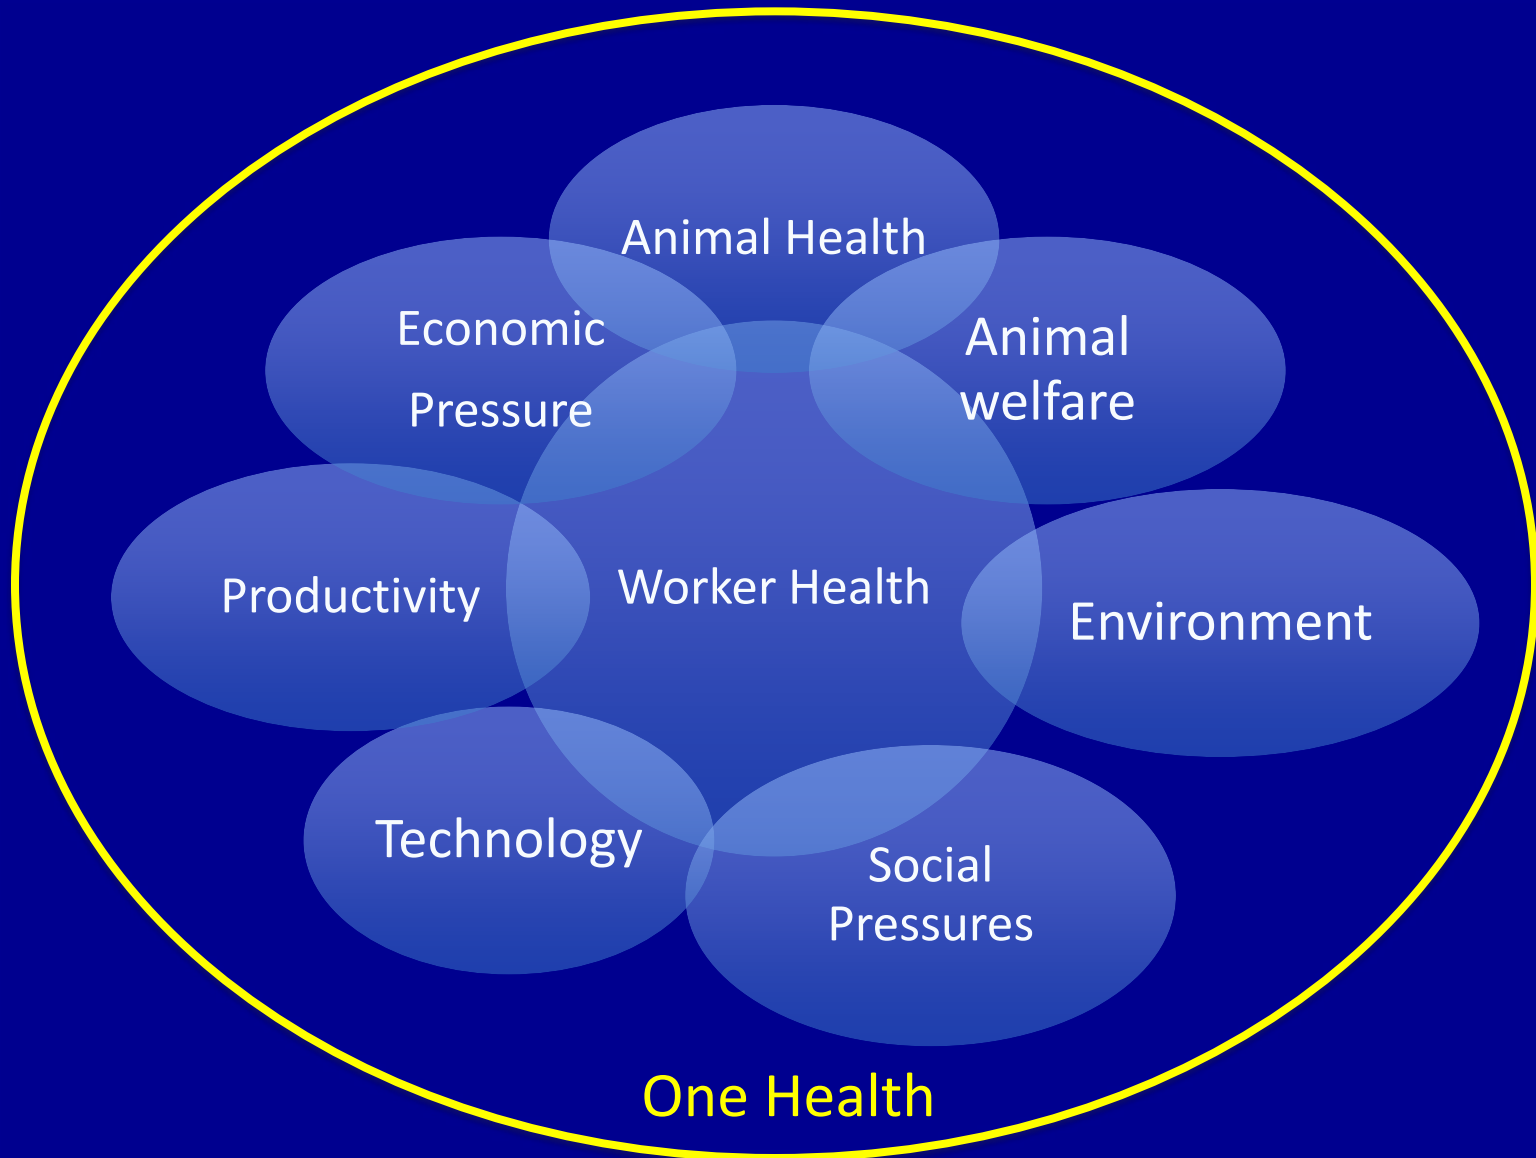 Animal Health
Economic
Pressure
Animal
welfare
Productivity
Worker Health
Environment
Technology
Social
Pressures
One Health